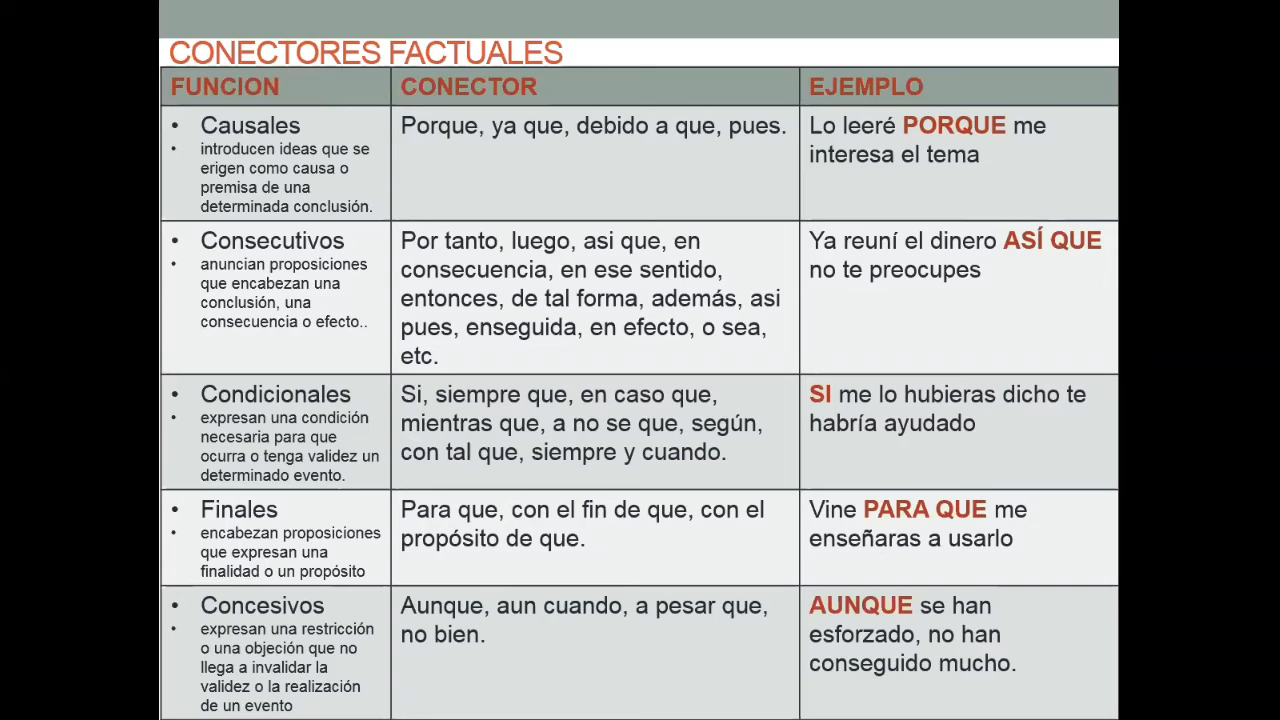 CONECTORES FACTUALES
FUNCION
CONECTOR
EJEMPLO
• Causales
• introducen ideas que se
erigen como causa o
premisa de una
determinada conclusión.
Porque, ya que, debido a que, pues.
Lo leeré PORQUE me
interesa el tema
• Consecutivos
• anuncian proposiciones
que encabezan una
conclusión, una
consecuencia o efecto..
Por tanto, luego, asi que, en
consecuencia, en ese sentido,
entonces, de tal forma, además, asi
pues, enseguida, en efecto, o sea,
etc.
Ya reuní el dinero ASÍ QUE
no te preocupes
• Condicionales
• expresan una condición
necesaria para que
ocurra o tenga validez un
determinado evento.
Si, siempre que, en caso que,
mientras que, a no se que, según,
con tal que, siempre y cuando.
SI me lo hubieras dicho te
habría ayudado
• Finales
• encabezan proposiciones
que expresan una
finalidad o un propósito
Para que, con el fin de que, con el
propósito de que.
Vine PARA QUE me
enseñaras a usarlo
• Concesivos
• expresan una restricción
o una objeción que no
llega a invalidar la
validez o la realización
de un evento
Aunque, aun cuando, a pesar que,
no bien.
AUNQUE se han
esforzado, no han
conseguido mucho.